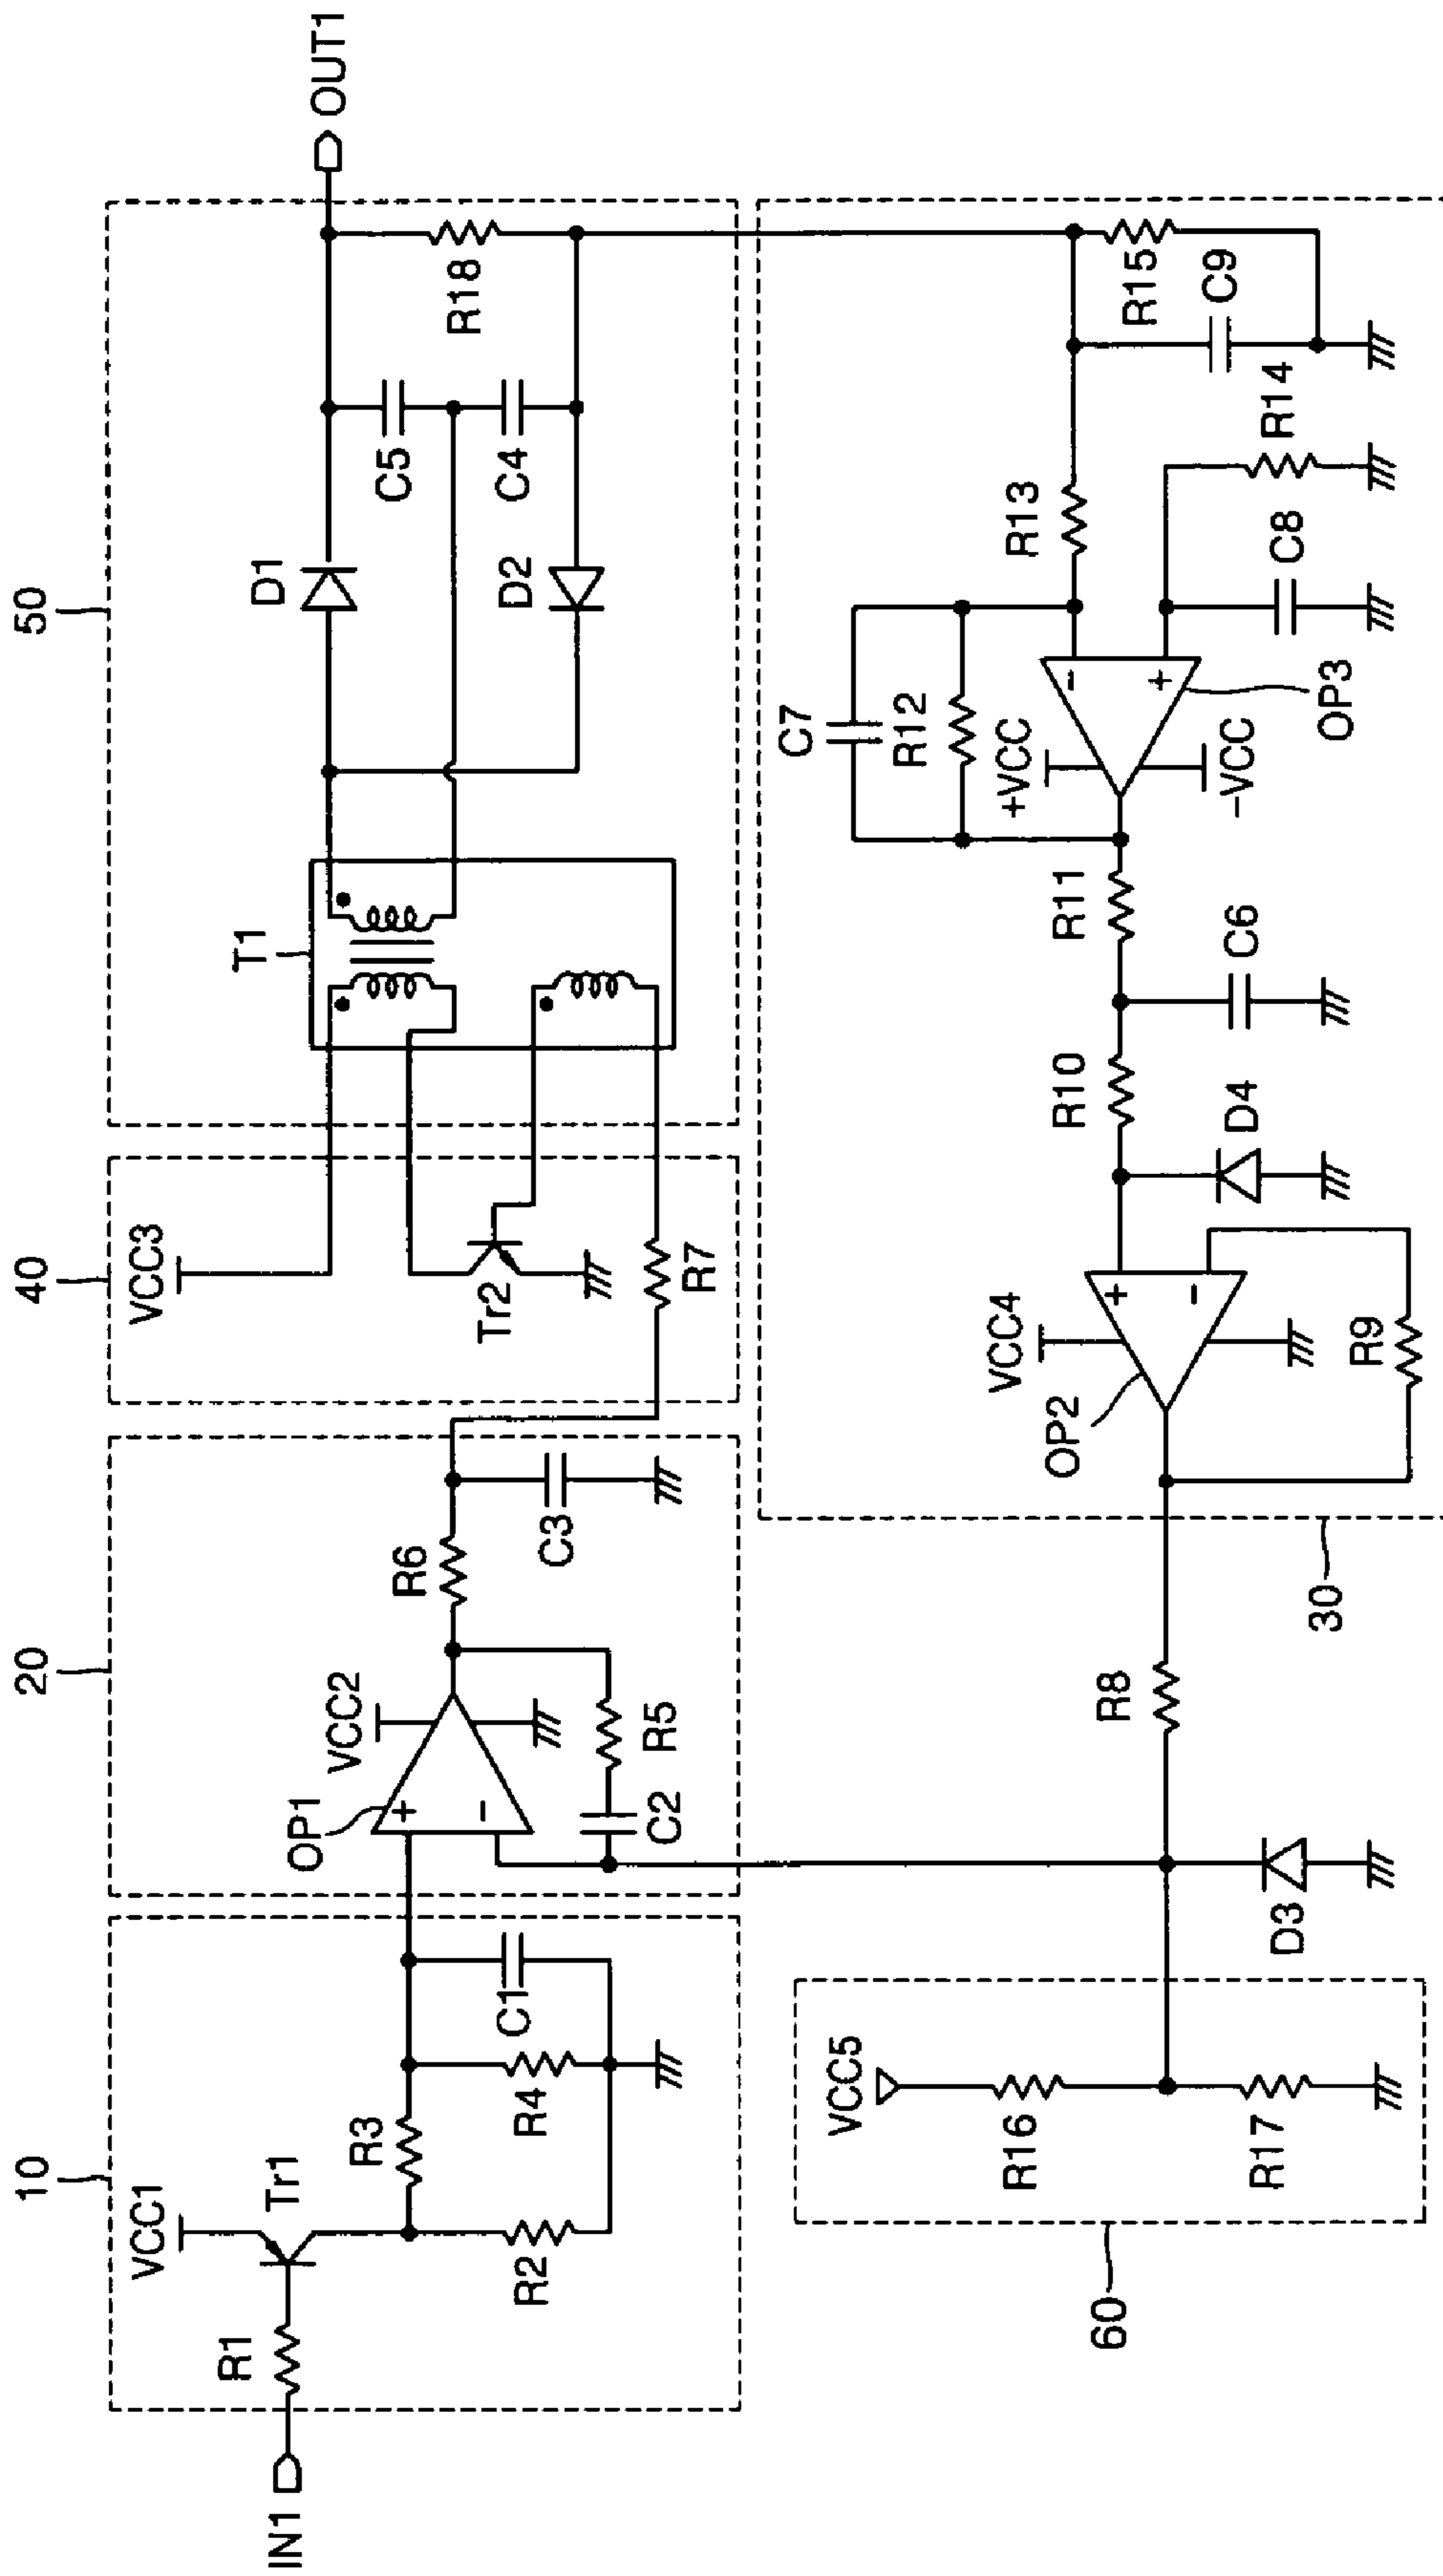 10
20
40
50
VCC1
Tr1
R1
IN1
R3
R2
R4
C1
OP1
+
-
VCC2
R5
C2
R6
C3
VCC3
Tr2
R7
T1
D1
D2
C5
C4
R18
OUT1
60
VCC5
R16
R17
D3
R8
30
OP2
VCC4
+
-
R9
D4
R10
C6
R11
C7
R12
+VCC
-VCC
-
+
OP3
R13
C8
R14
R15
C9